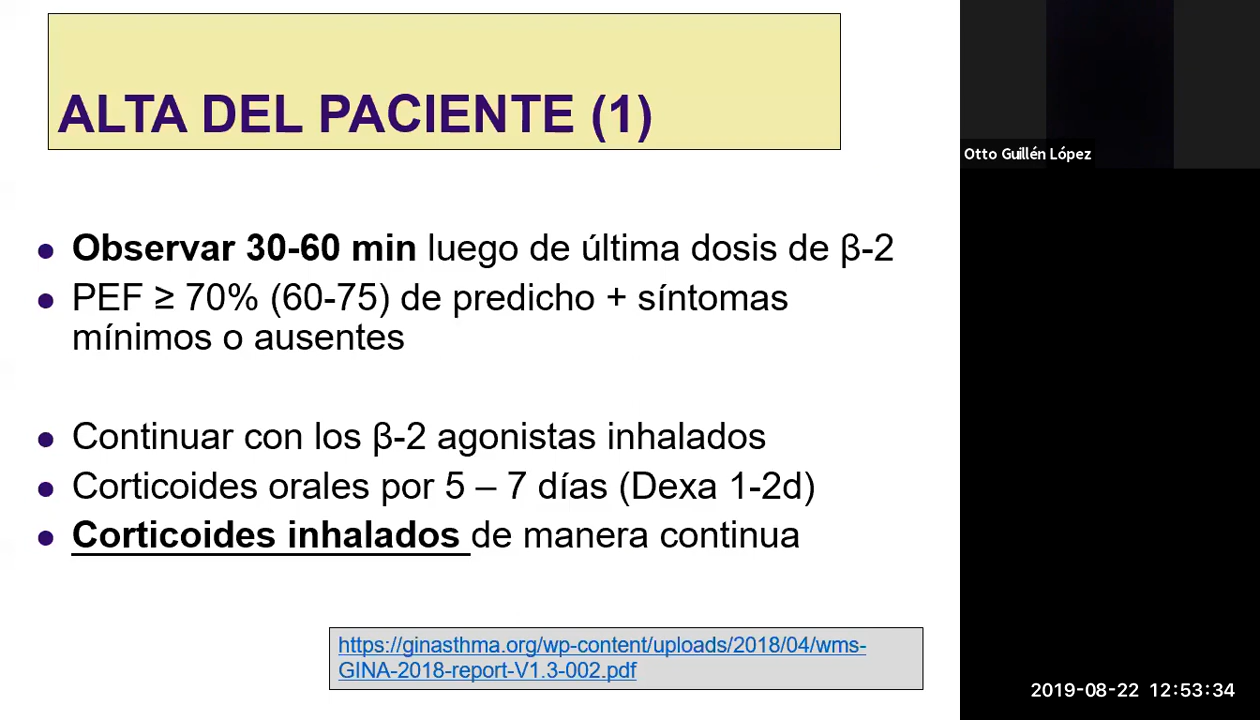 ALTA DEL PACIENTE (1)
Otto Guillén López
● Observar 30-60 min luego de última dosis de β-2
● PEF ≥ 70% (60-75) de predicho + síntomas
mínimos o ausentes
● Continuar con los β-2 agonistas inhalados
● Corticoides orales por 5 – 7 días (Dexa 1-2d)
● Corticoides inhalados de manera continua
https://ginasthma.org/wp-content/uploads/2018/04/wms-
GINA-2018-report-V1.3-002.pdf
2019-08-22 12:53:34